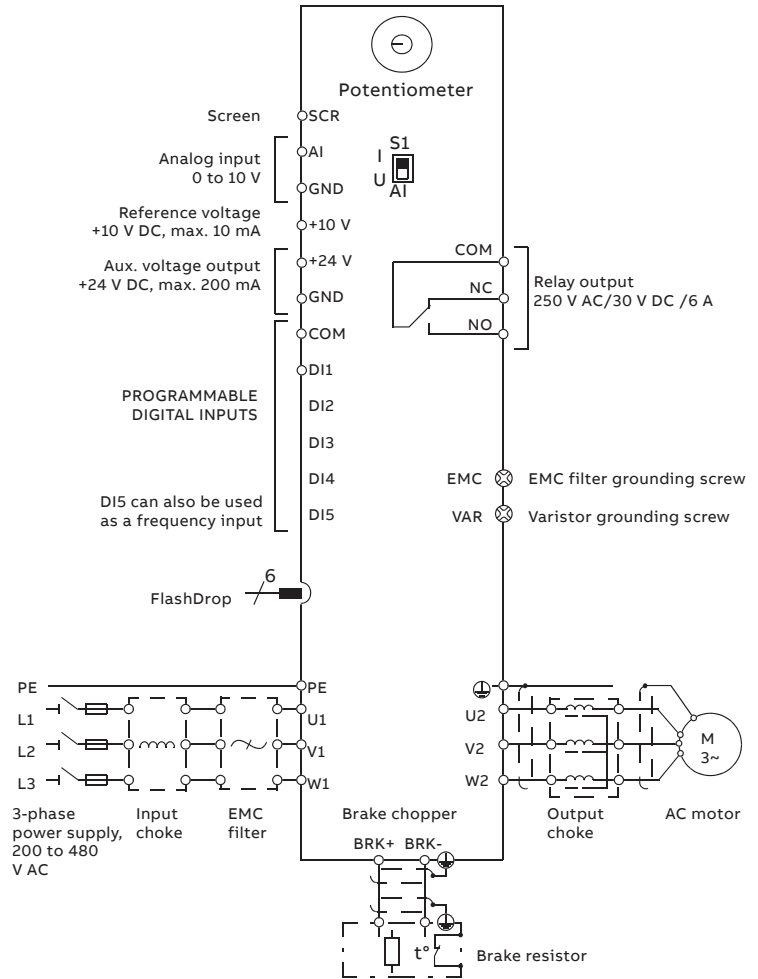 Potentiometer
Screen
SCR
Analog input
0 to 10 V
AI
GND
S1
I
U
AI
Reference voltage
+10 V DC, max. 10 mA
+10 V
Aux. voltage output
+24 V DC, max. 200 mA
+24 V
GND
COM
NC
NO
Relay output
250 V AC/30 V DC /6 A
COM
DI1
PROGRAMMABLE
DIGITAL INPUTS
DI2
DI3
DI4
DI5 can also be used
as a frequency input
DI5
EMC
EMC filter grounding screw
VAR
Varistor grounding screw
FlashDrop
6
PE
PE
L1
U1
L2
V1
L3
W1
U2
V2
W2
M
3~
3-phase
power supply,
200 to 480
V AC
Input
choke
EMC
filter
Brake chopper
Output
choke
AC motor
BRK+ BRK-
t°
Brake resistor